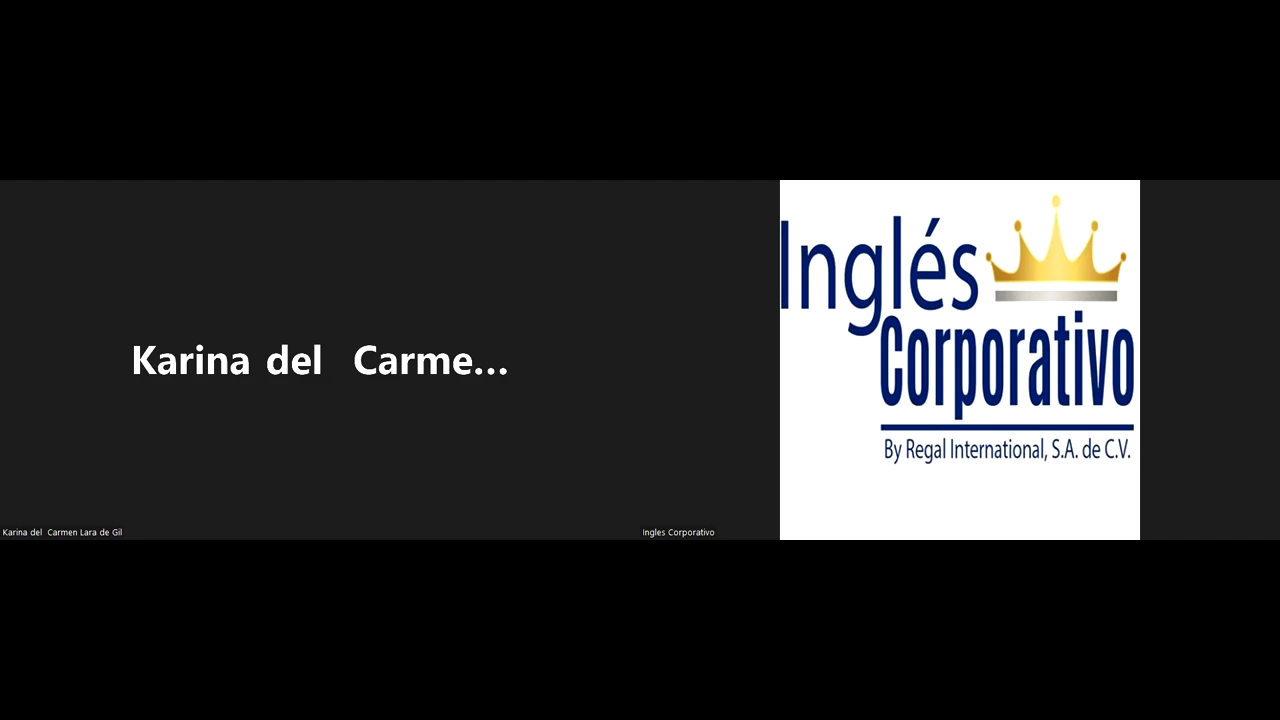 Karina del  Carme...
Karina del  Carmen Lara de Gil
Inglés
Corporativo
By Regal International, S.A. de C.V.
Ingles Corporativo